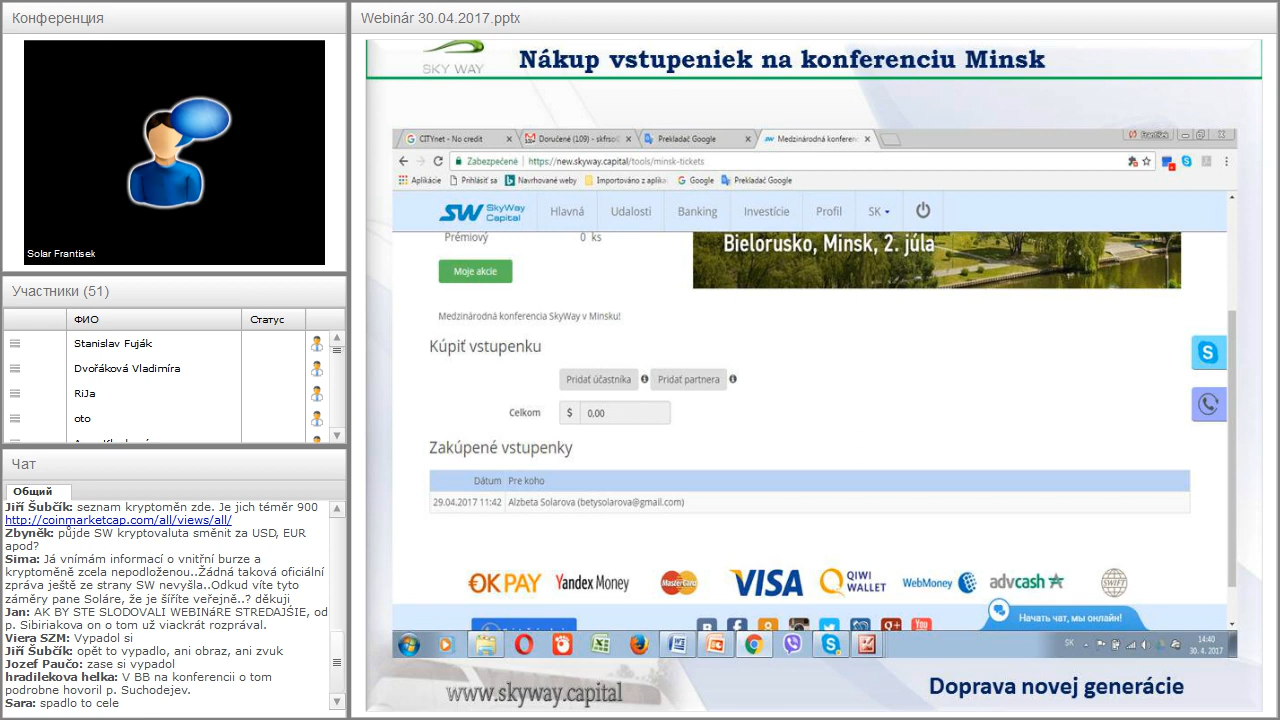 Конференция
Solar Frantisek
Участники (51)
ФИО
Статус
Stanislav Fuják
Dvořáková Vladimíra
RiJa
oto
Чат
Общий
Jiří Šubčík: seznam kryptoměn zde. Je jich téměr 900
http://coinmarketcap.com/all/views/all/
Zbyněk: půjde SW kryptovaluta směnit za USD, EUR
apod?
Sima: Já vnímám informací o vnitřní burze a
kryptoměně zcela nepodloženou..Žádná taková oficiální
zpráva ještě ze strany SW nevyšla..Odkud víte tyto
záměry pane Soláre, že je šíříte veřejně..? děkuji
Jan: AK BY STE SLODOVALI WEBINáRE STREDAJŠIE, od
p. Sibiriakova on o tom už viackrát rozprával.
Viera SZM: Vypadol si
Jiří Šubčík: opět to vypadlo, ani obraz, ani zvuk
Jozef Paučo: zase si vypadol
hradilekova helka: V BB na konferencii o tom
podrobne hovoril p. Suchodejev.
Sara: spadlo to cele
Webinár 30.04.2017.pptx
SKY WAY
Nákup vstupeniek na konferenciu Minsk
CITYnet - No credit
Doručené (109) - skfrsol
Prekladač Google
Medzinárodná konferenc
František
Zabezpečené
https://new.skyway.capital/tools/minsk-tickets
Aplikácie
Prihlásiť sa
Navrhované weby
Importováno z aplika
Google
Prekladač Google
SW SkyWay Capital
Hlavná
Udalosti
Banking
Investície
Profil
SK
Prémiový
0 ks
Bielorusko, Minsk, 2. júla
Moje akcie
Medzinárodná konferencia SkyWay v Minsku!
Kúpiť vstupenku
Pridať účastníka
Pridať partnera
Celkom
$
0.00
Zakúpené vstupenky
Dátum
Pre koho
29.04.2017 11:42
Alzbeta Solarova (betysolarova@gmail.com)
OKPAY
Yandex Money
MasterCard
VISA
QIWI WALLET
WebMoney
advcash
SWIFT
Начать чат, мы онлайн!
SK
14:40
30. 4. 2017
www.skyway.capital
Doprava novej generácie